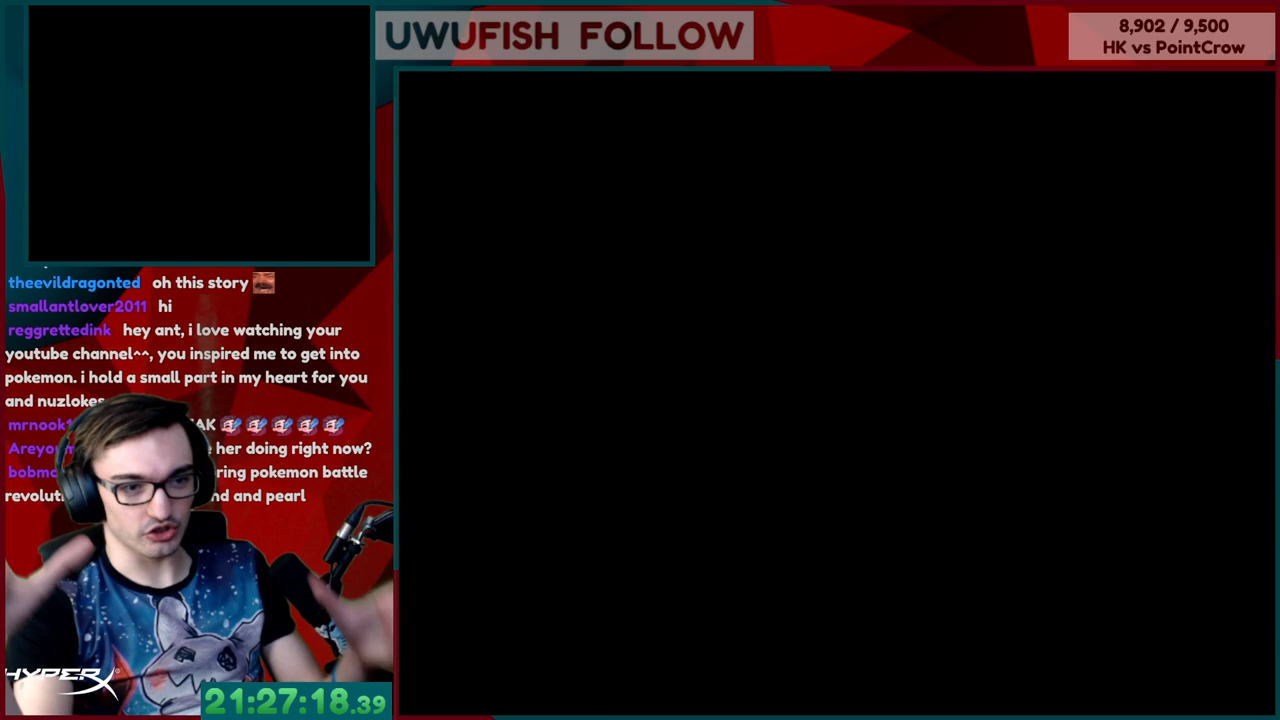 UWUFISH FOLLOW
8,902 / 9,500
HK vs PointCrow
theevildragonted oh this story
smallantlover2011 hi
reggrettedink hey ant, i love watching your
youtube channel^^, you inspired me to get into
pokemon. i hold a small part in my heart for you
and nuzlokes
her doing right now?
pokemon battle
and pearl
HYPERX
21:27:18.39